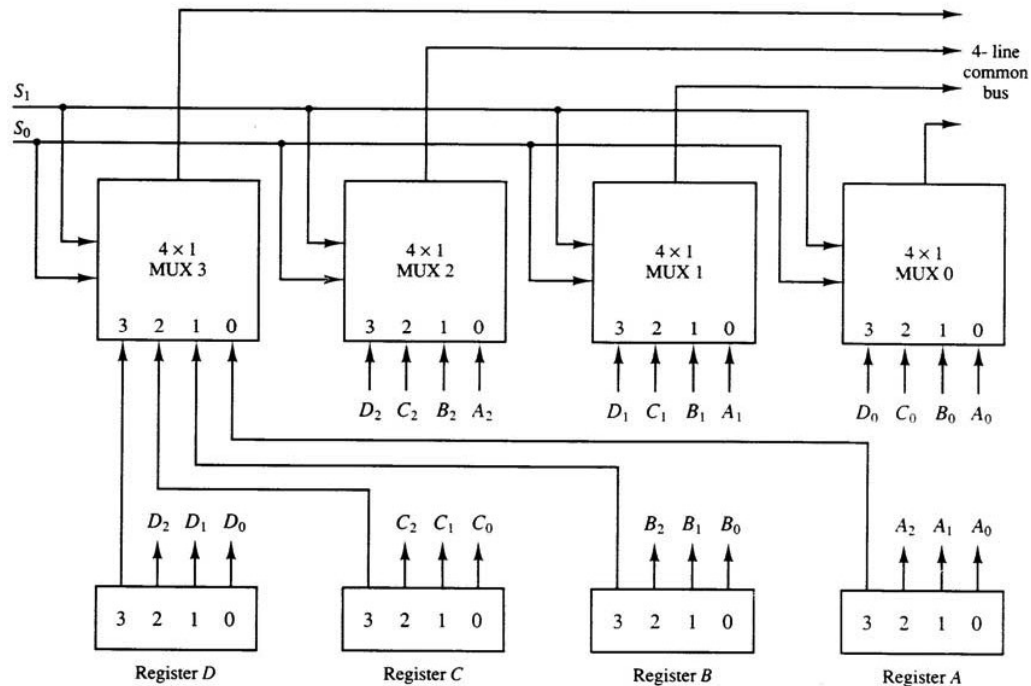 4- line
common
bus
S₁
S₀
4 × 1
MUX 3
4 × 1
MUX 2
4 × 1
MUX 1
4 × 1
MUX 0
3 2 1 0
3 2 1 0
3 2 1 0
3 2 1 0
D₂ C₂ B₂ A₂
D₁ C₁ B₁ A₁
D₀ C₀ B₀ A₀
D₂ D₁ D₀
C₂ C₁ C₀
B₂ B₁ B₀
A₂ A₁ A₀
3 2 1 0
3 2 1 0
3 2 1 0
3 2 1 0
Register D
Register C
Register B
Register A